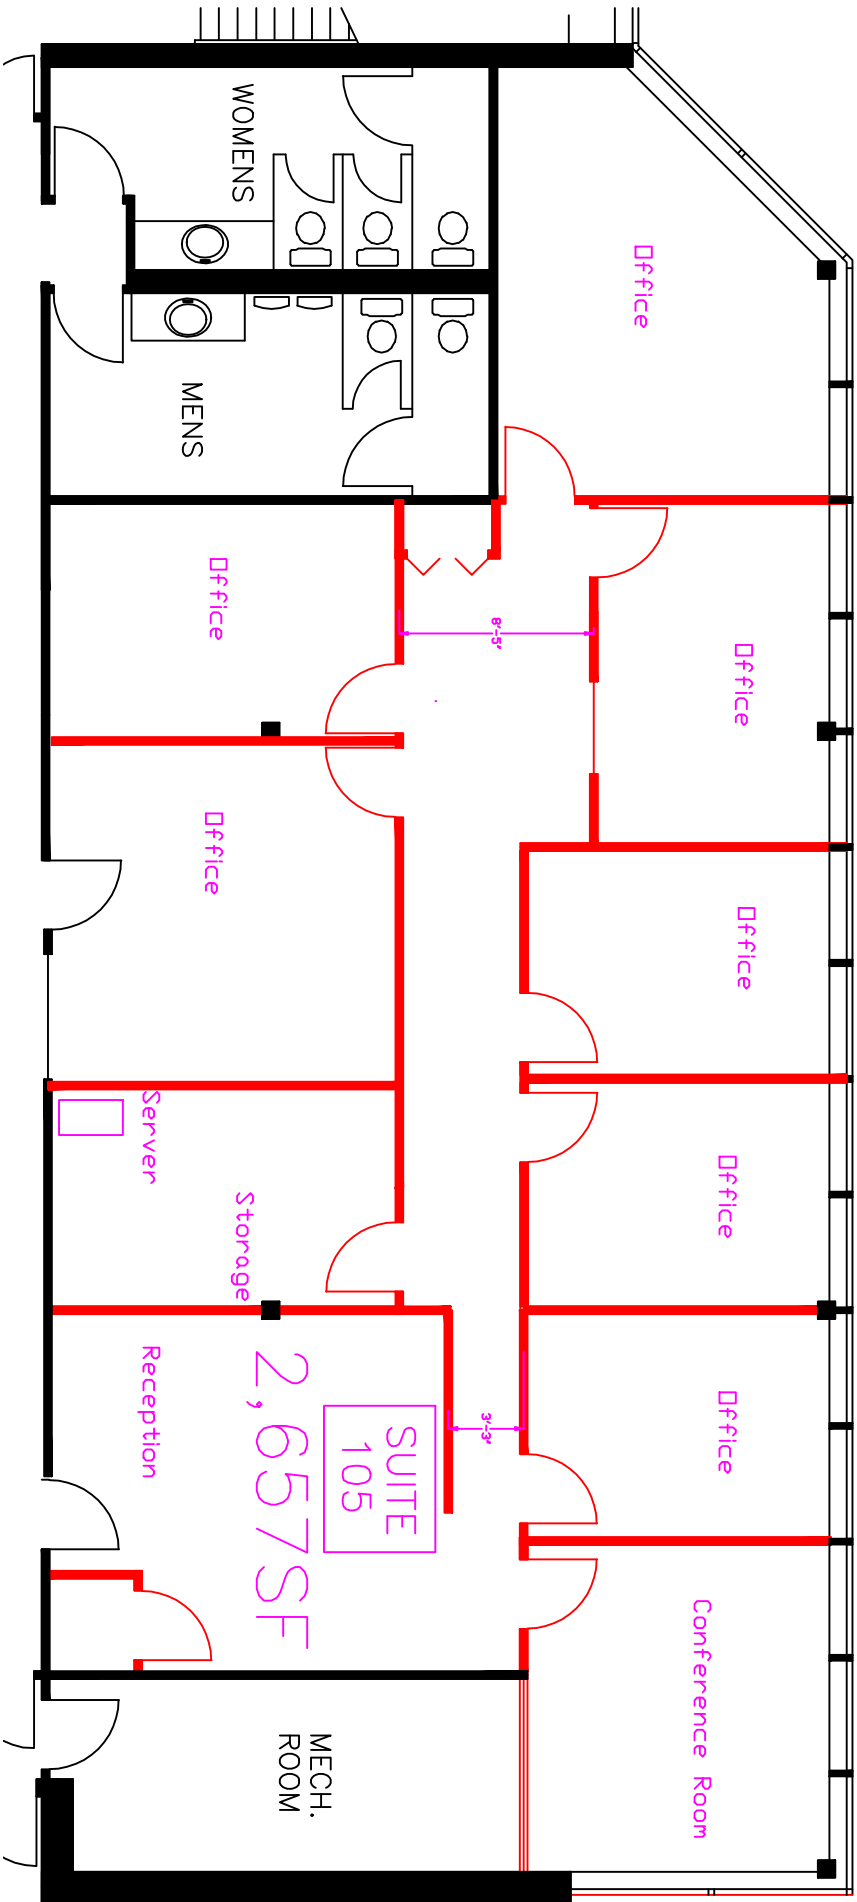 WOMENS
MENS
Office
Office
8'-5"
Office
Office
Office
Server
Storage
Office
Reception
2,657SF
SUITE
105
3'-3"
Office
Conference Room
MECH.
ROOM